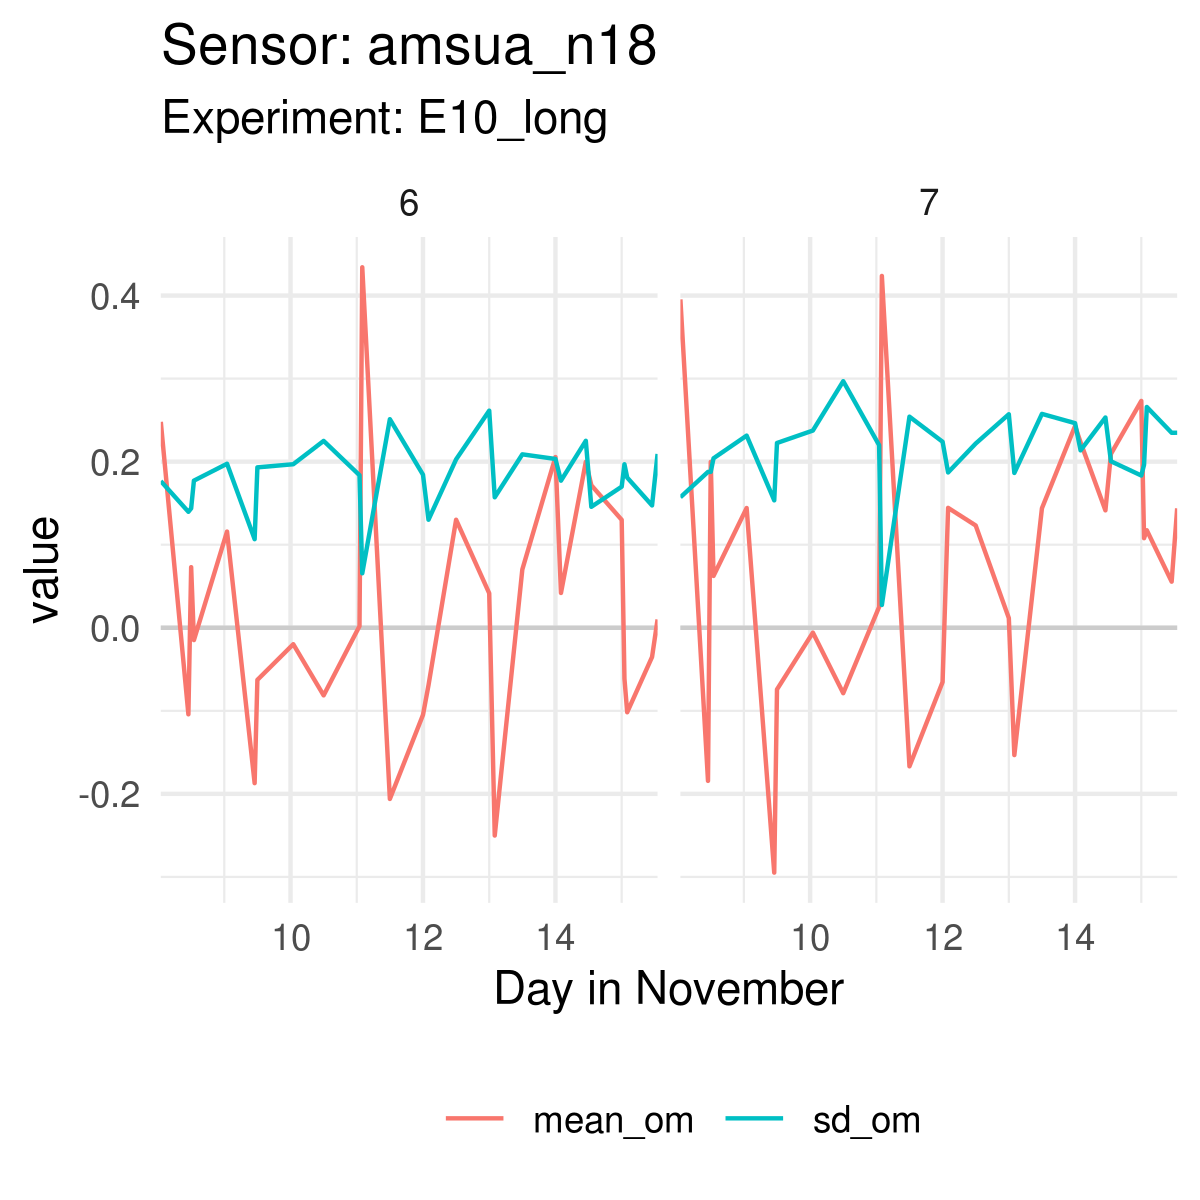 Sensor: amsua_n18
Experiment: E10_long
6
7
0.4
0.2
0.0
-0.2
value
10
12
14
10
12
14
Day in November
mean_om
sd_om